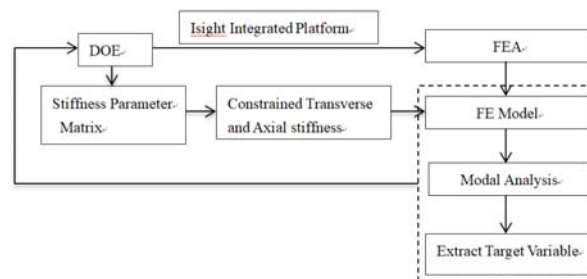 Isight Integrated Platform
DOE
FEA
Stiffness Parameter
Matrix
Constrained Transverse
and Axial stiffness
FE Model
Modal Analysis
Extract Target Variable